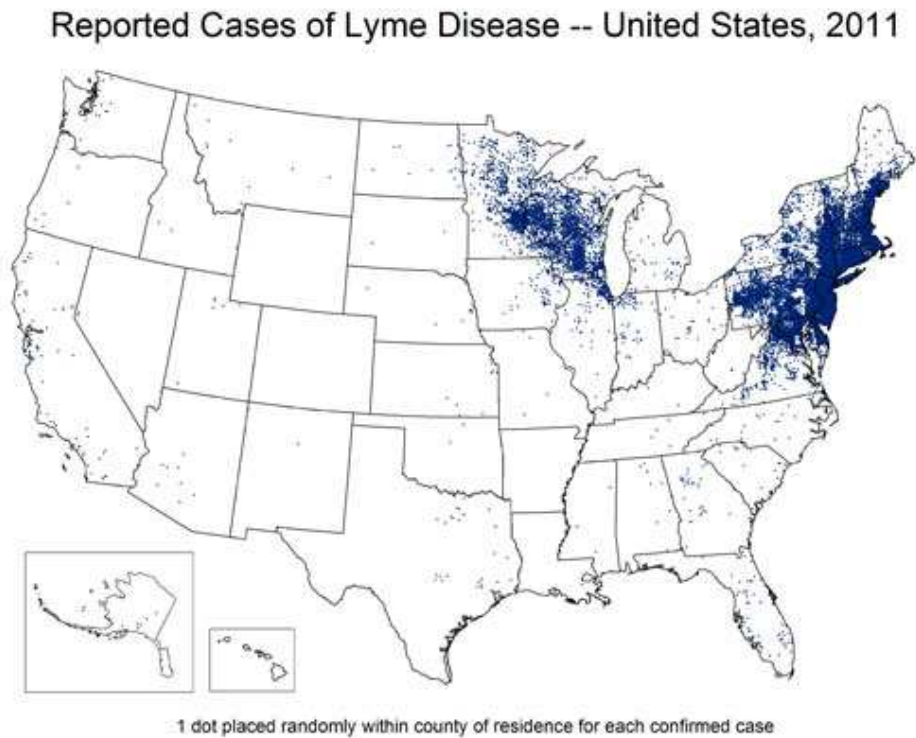 Reported Cases of Lyme Disease -- United States, 2011
1 dot placed randomly within county of residence for each confirmed case